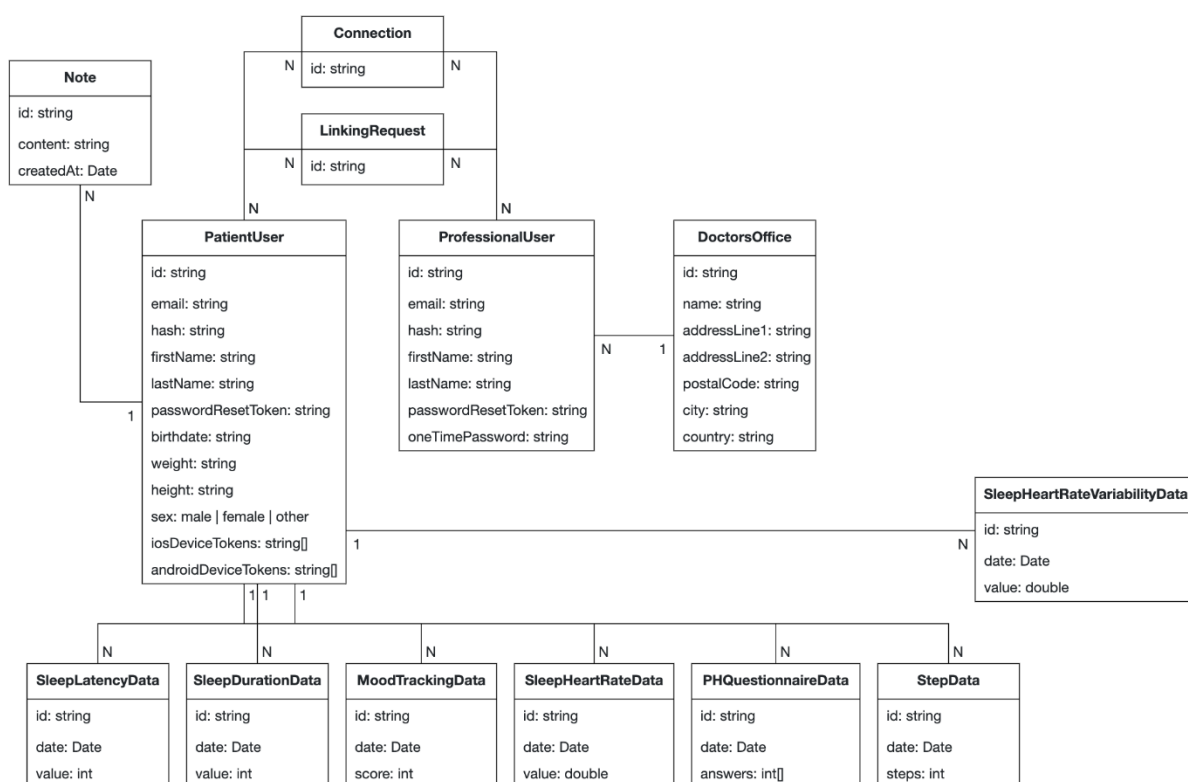 Connection
N
id: string
N
Note
id: string
content: string
createdAt: Date
N
LinkingRequest
N
id: string
N
N
N
PatientUser
id: string
email: string
hash: string
firstName: string
lastName: string
passwordResetToken: string
birthdate: string
weight: string
height: string
sex: male | female | other
iosDeviceTokens: string[]
androidDeviceTokens: string[]
1
ProfessionalUser
id: string
email: string
hash: string
firstName: string
lastName: string
passwordResetToken: string
oneTimePassword: string
N
1
DoctorsOffice
id: string
name: string
addressLine1: string
addressLine2: string
postalCode: string
city: string
country: string
1
N
SleepHeartRateVariabilityData
id: string
date: Date
value: double
1
1
1
N
N
N
N
N
N
SleepLatencyData
id: string
date: Date
value: int
SleepDurationData
id: string
date: Date
value: int
MoodTrackingData
id: string
date: Date
score: int
SleepHeartRateData
id: string
date: Date
value: double
PHQuestionnaireData
id: string
date: Date
answers: int[]
StepData
id: string
date: Date
steps: int